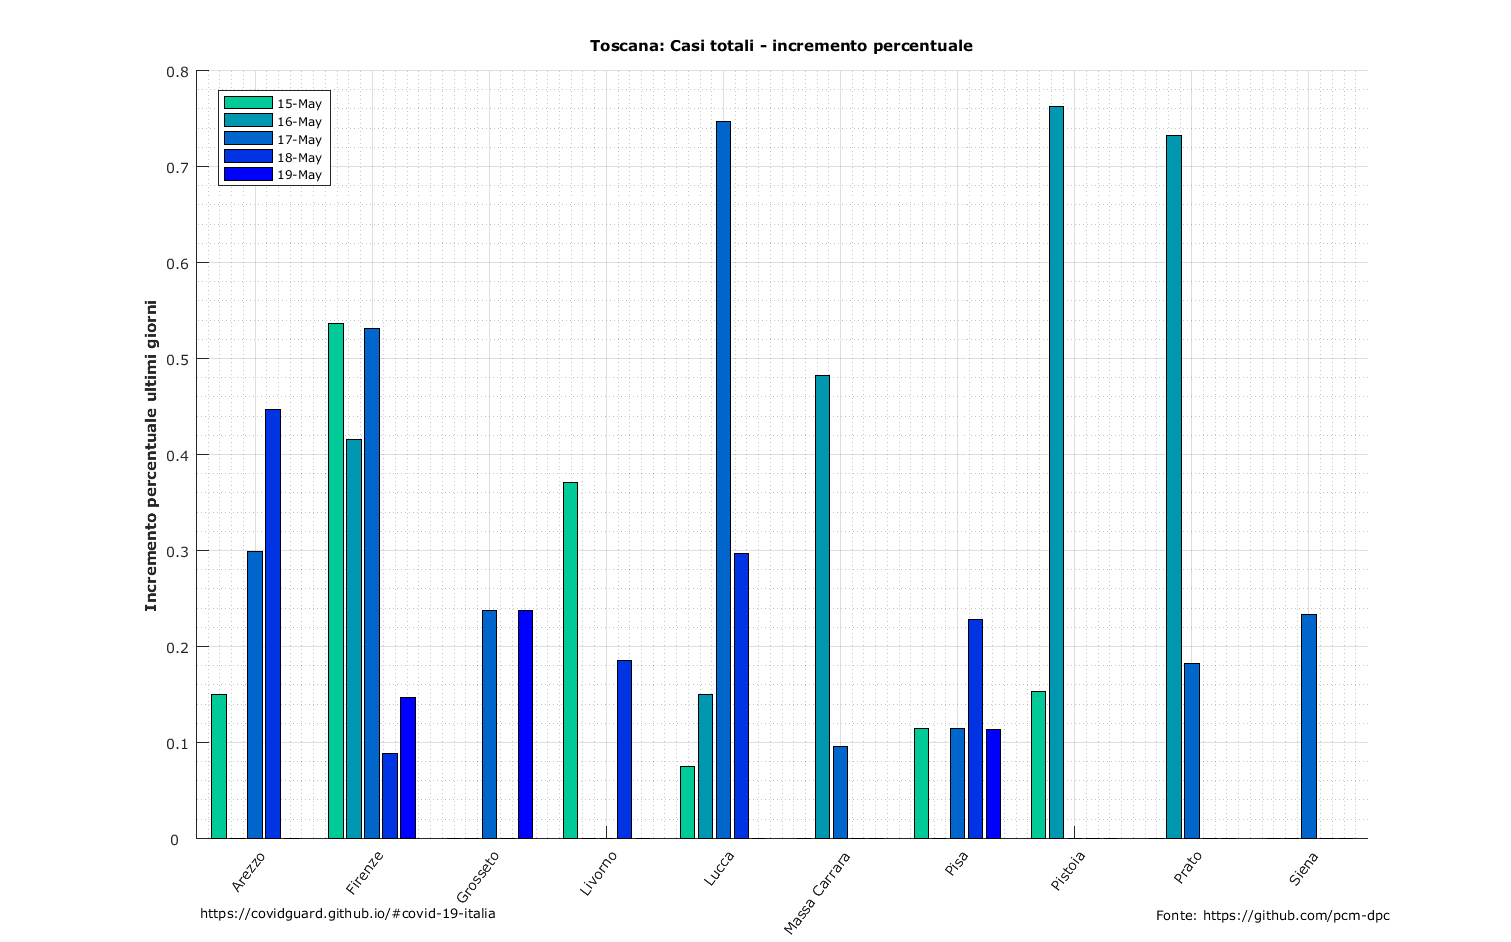 Toscana: Casi totali - incremento percentuale
0.8
0.7
0.6
0.5
0.4
0.3
0.2
0.1
0
Incremento percentuale ultimi giorni
15-May
16-May
17-May
18-May
19-May
Arezzo
Firenze
Grosseto
Livorno
Lucca
Massa Carrara
Pisa
Pistoia
Prato
Siena
https://covidguard.github.io/#covid-19-italia
Fonte: https://github.com/pcm-dpc